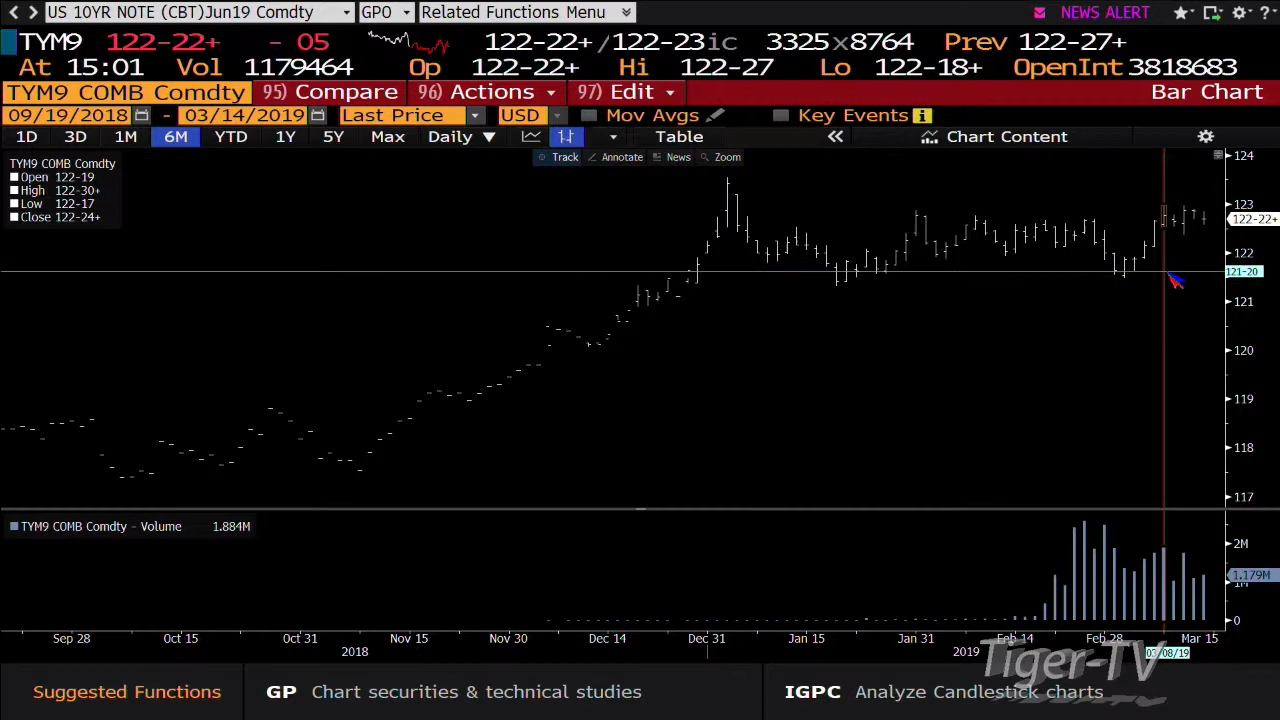 US 10YR NOTE (CBT)Jun19 Comdty GPO Related Functions Menu NEWS ALERT
TYM9 122-22+ - 05 122-22+/122-23ic 3325x8764 Prev 122-27+
At 15:01 Vol 1179464 Op 122-22+ Hi 122-27 Lo 122-18+ OpenInt 3818683
TYM9 COMB Comdty 95) Compare 96) Actions 97) Edit Bar Chart
09/19/2018 - 03/14/2019 Last Price USD Mov Avgs Key Events
1D 3D 1M 6M YTD 1Y 5Y Max Daily Table Chart Content
Track Annotate News Zoom
TYM9 COMB Comdty
Open 122-19
High 122-30+
Low 122-17
Close 122-24+
124
123
122-22+
122
121-20
121
120
119
118
117
TYM9 COMB Comdty - Volume 1.884M
2M
1.179M
1M
0
Sep 28 Oct 15 Oct 31 Nov 15 Nov 30 Dec 14 Dec 31 Jan 15 Jan 31 Feb 14 Feb 28 Mar 15
2018 2019 03/08/19
Tiger-TV
Suggested Functions GP Chart securities & technical studies IGPC Analyze Candlestick charts